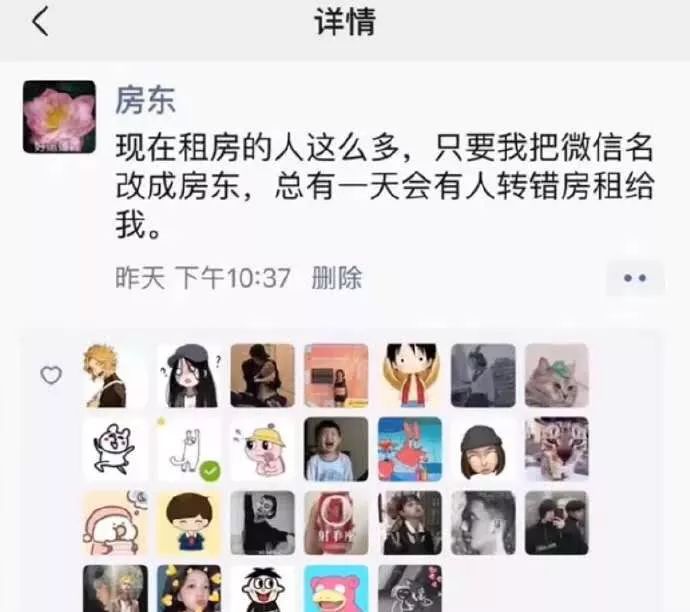 详情
房东
现在租房的人这么多，只要我把微信名
改成房东，总有一天会有人转错房租给
我。
昨天 下午10:37 删除